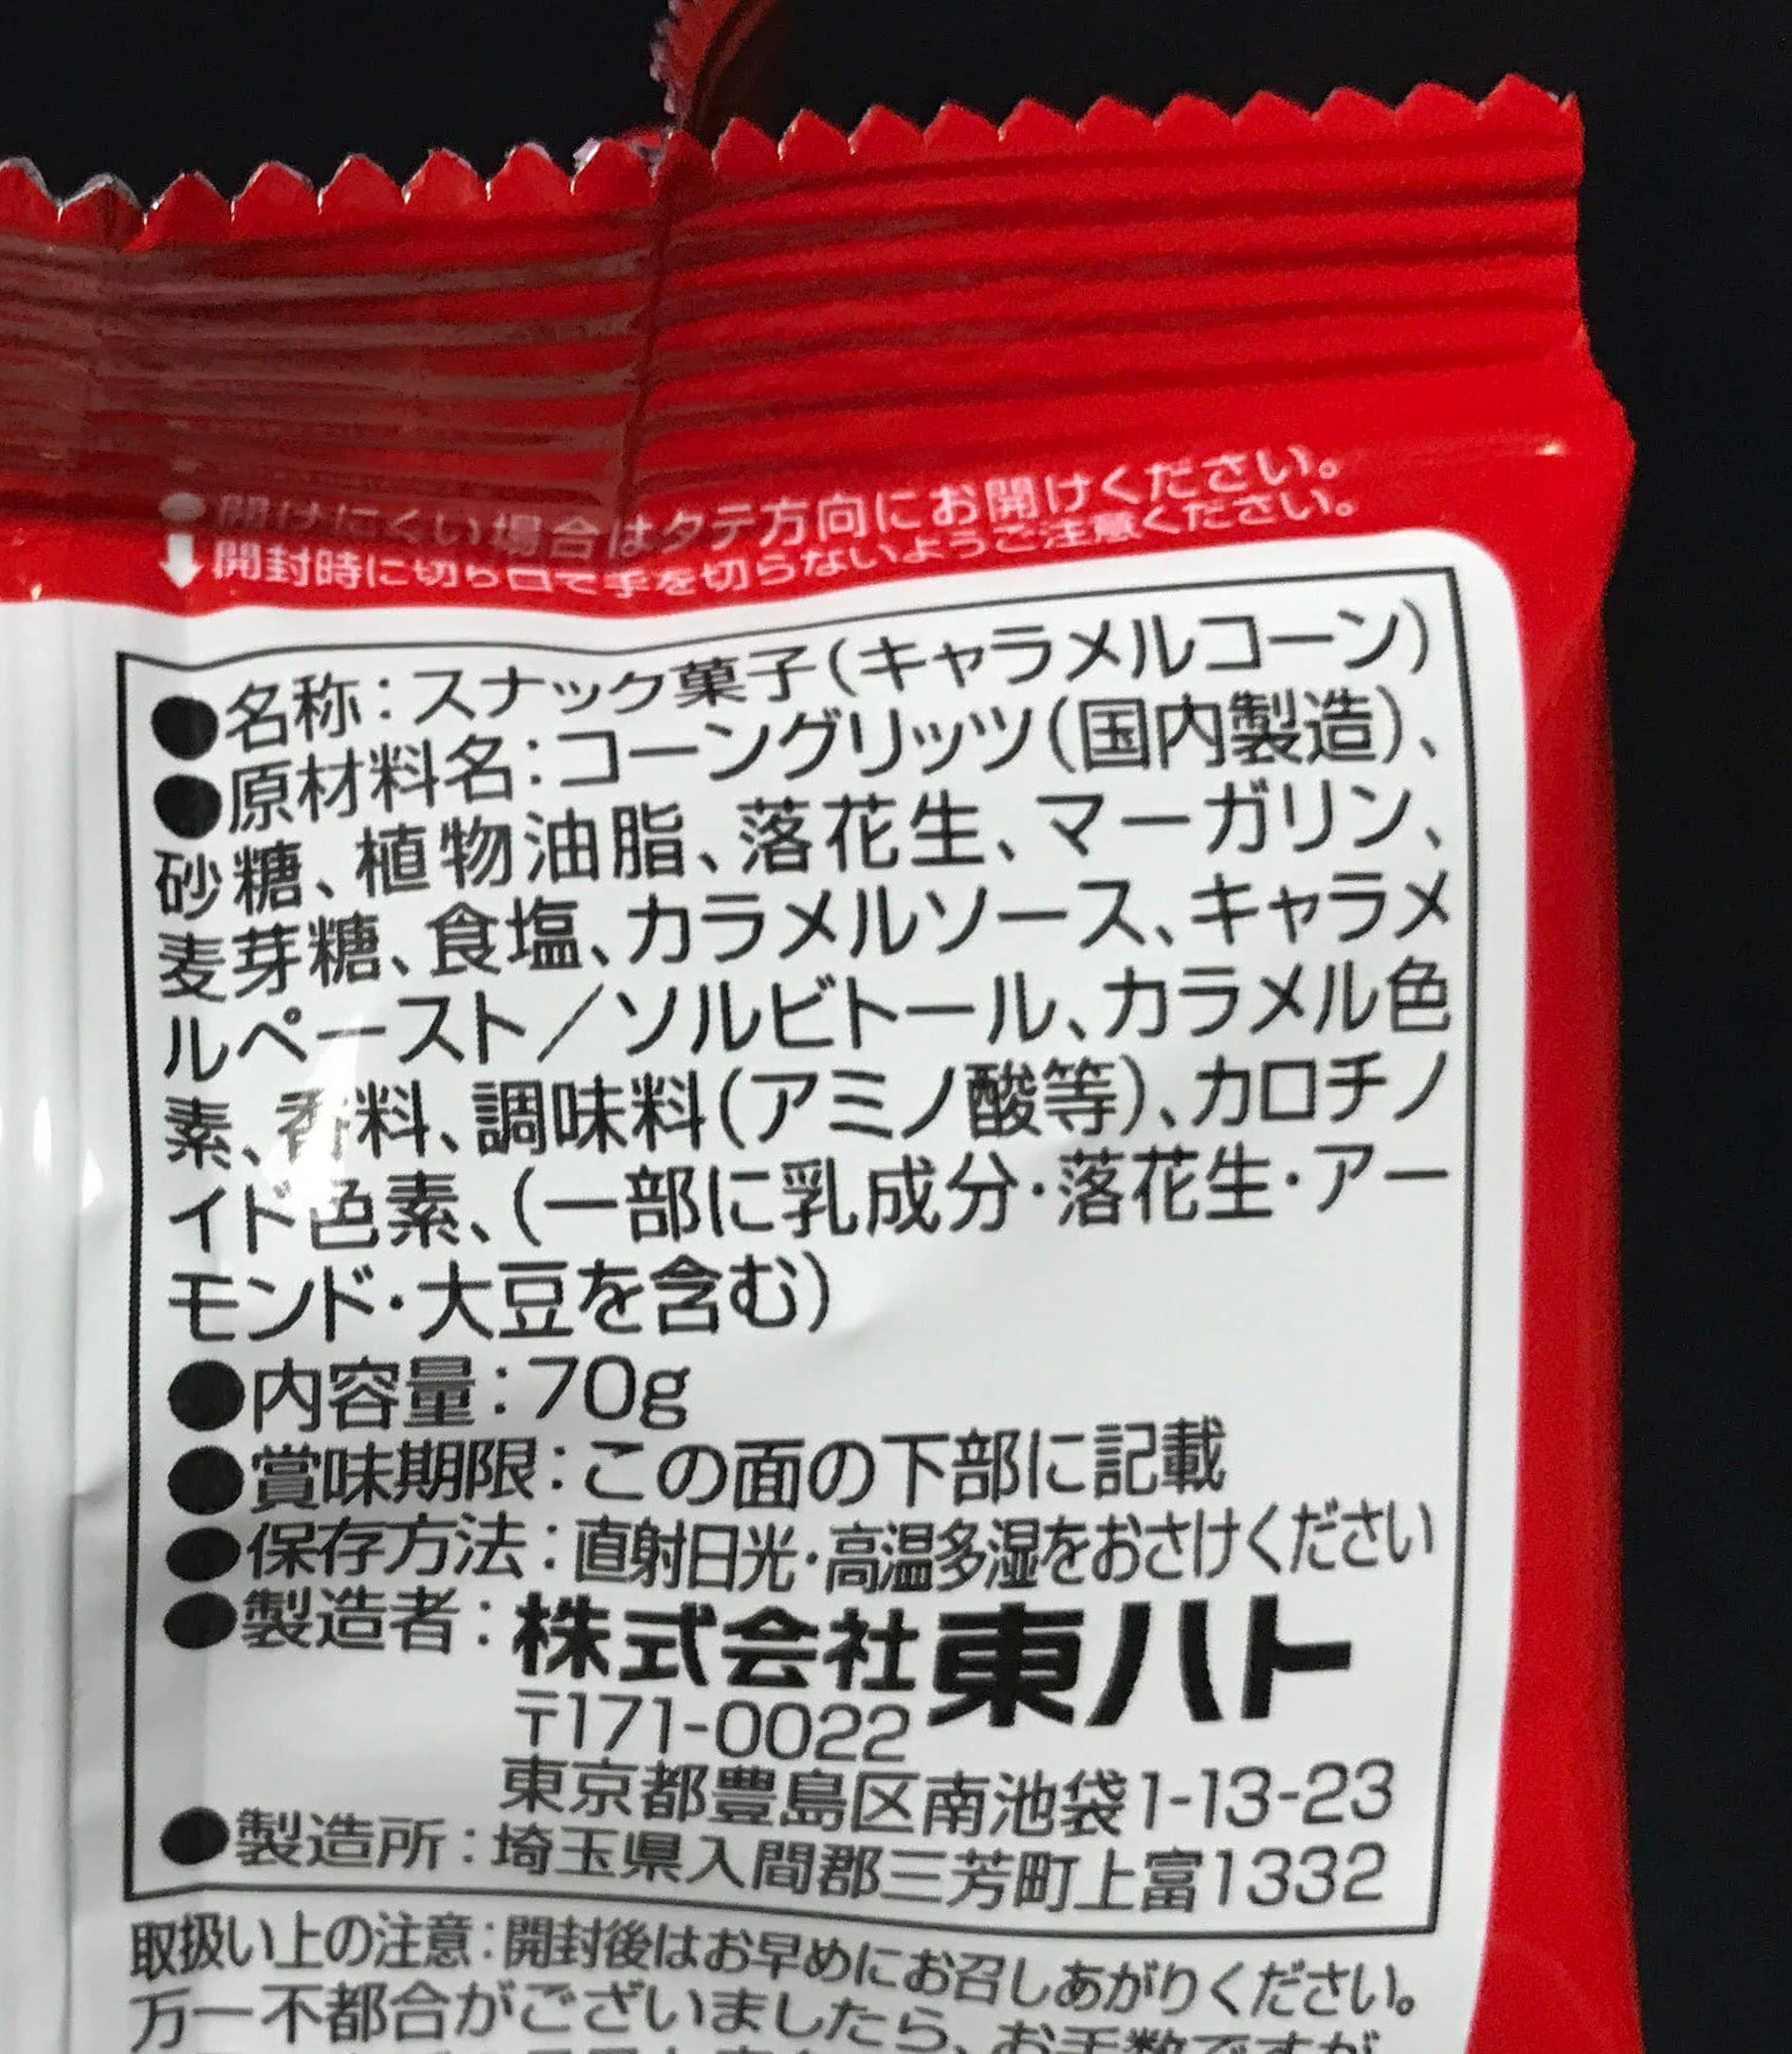 ●開けにくい場合はタテ方向にお開けください。
開封時に切り口で手を切らないようご注意ください。
●名称：スナック菓子（キャラメルコーン）
●原材料名：コーングリッツ（国内製造）、
砂糖、植物油脂、落花生、マーガリン、
麦芽糖、食塩、カラメルソース、キャラメ
ルペースト／ソルビトール、カラメル色
素、香料、調味料（アミノ酸等）、カロチノ
イド色素、（一部に乳成分・落花生・アー
モンド・大豆を含む）
●内容量：70g
●賞味期限：この面の下部に記載
●保存方法：直射日光・高温多湿をおさけください
●製造者：株式会社東ハト
〒171-0022
東京都豊島区南池袋1-13-23
●製造所：埼玉県入間郡三芳町上富1332
取扱い上の注意：開封後はお早めにお召しあがりください。
万一不都合がございましたら、お手数ですが